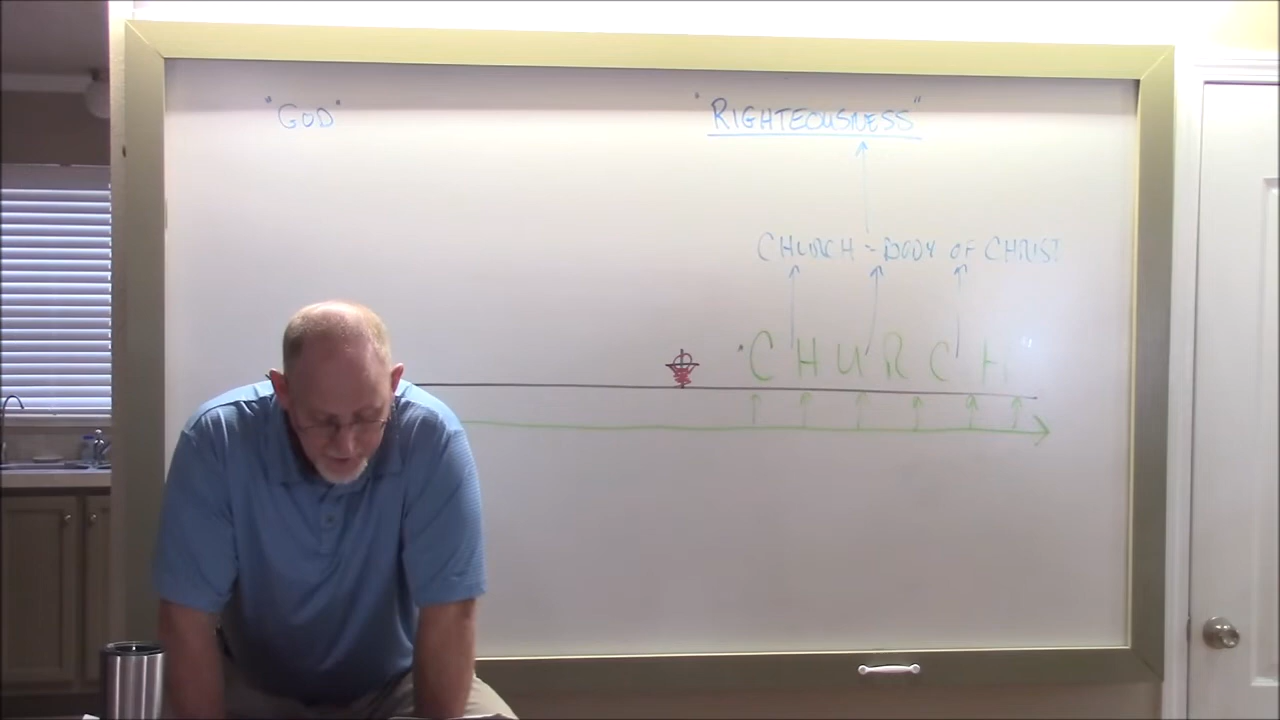 "GOD"
"RIGHTEOUSNESS"
CHURCH - BODY OF CHRIST
"CHURCH"